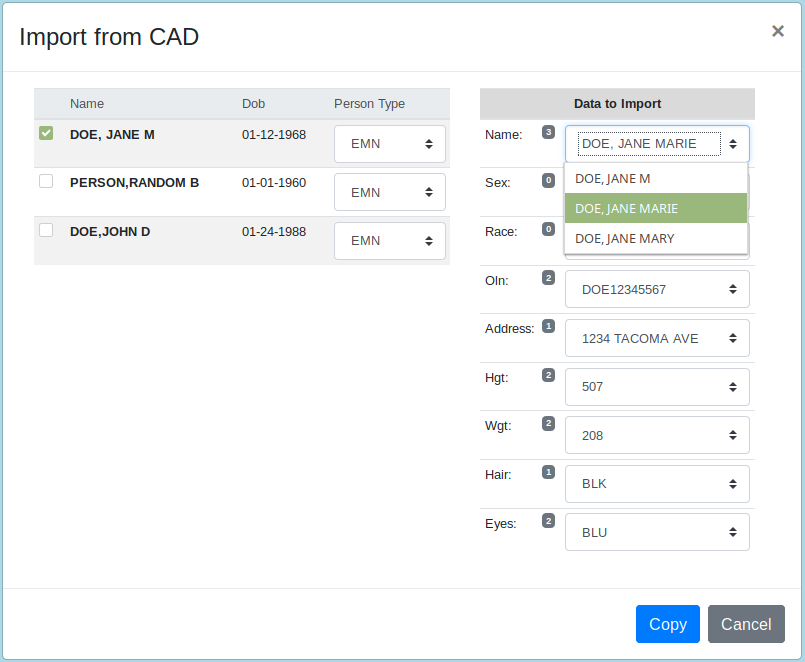 Import from CAD ×
Name Dob Person Type
DOE, JANE M 01-12-1968 EMN
PERSON,RANDOM B 01-01-1960 EMN
DOE,JOHN D 01-24-1988 EMN
Data to Import
Name: 3 DOE, JANE MARIE
DOE, JANE M
DOE, JANE MARIE
DOE, JANE MARY
Sex: 0
Race: 0
Oln: 2 DOE12345567
Address: 1 1234 TACOMA AVE
Hgt: 2 507
Wgt: 2 208
Hair: 1 BLK
Eyes: 2 BLU
Copy Cancel